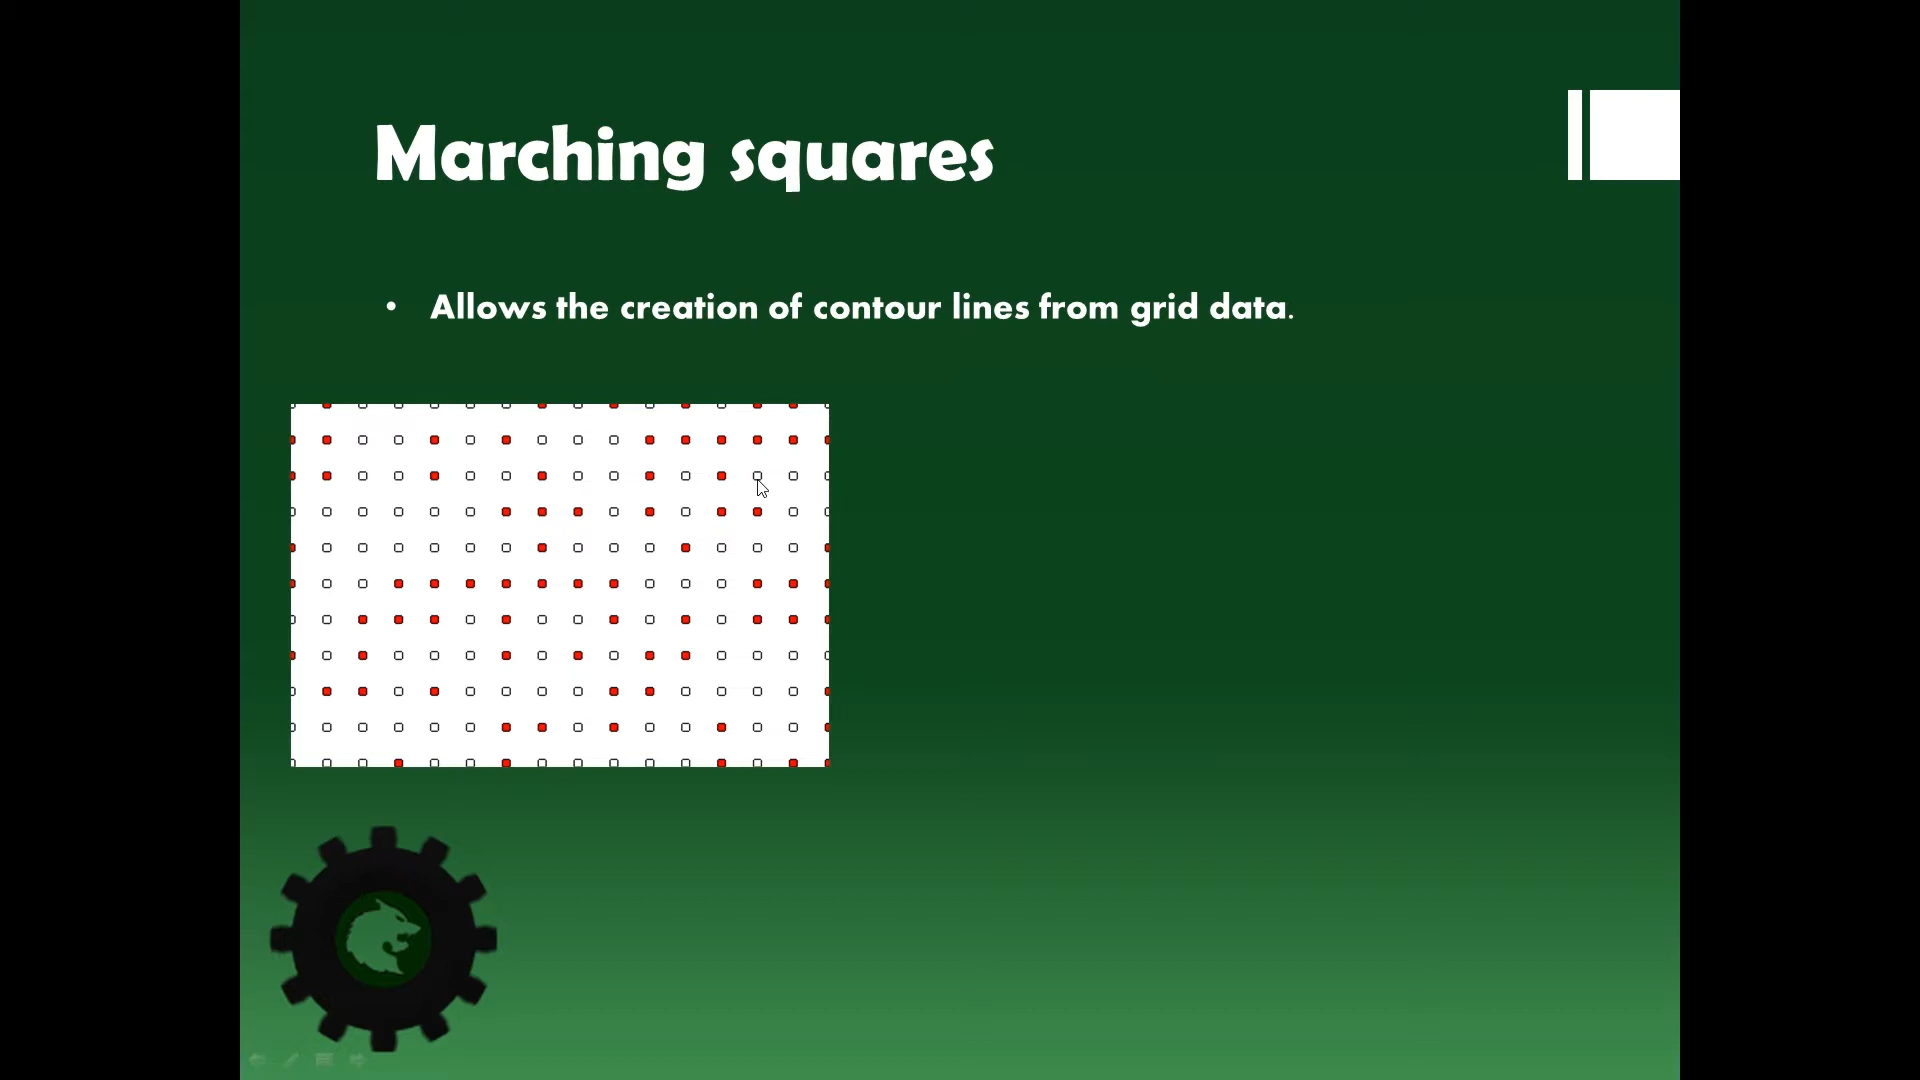 Marching squares
• Allows the creation of contour lines from grid data.